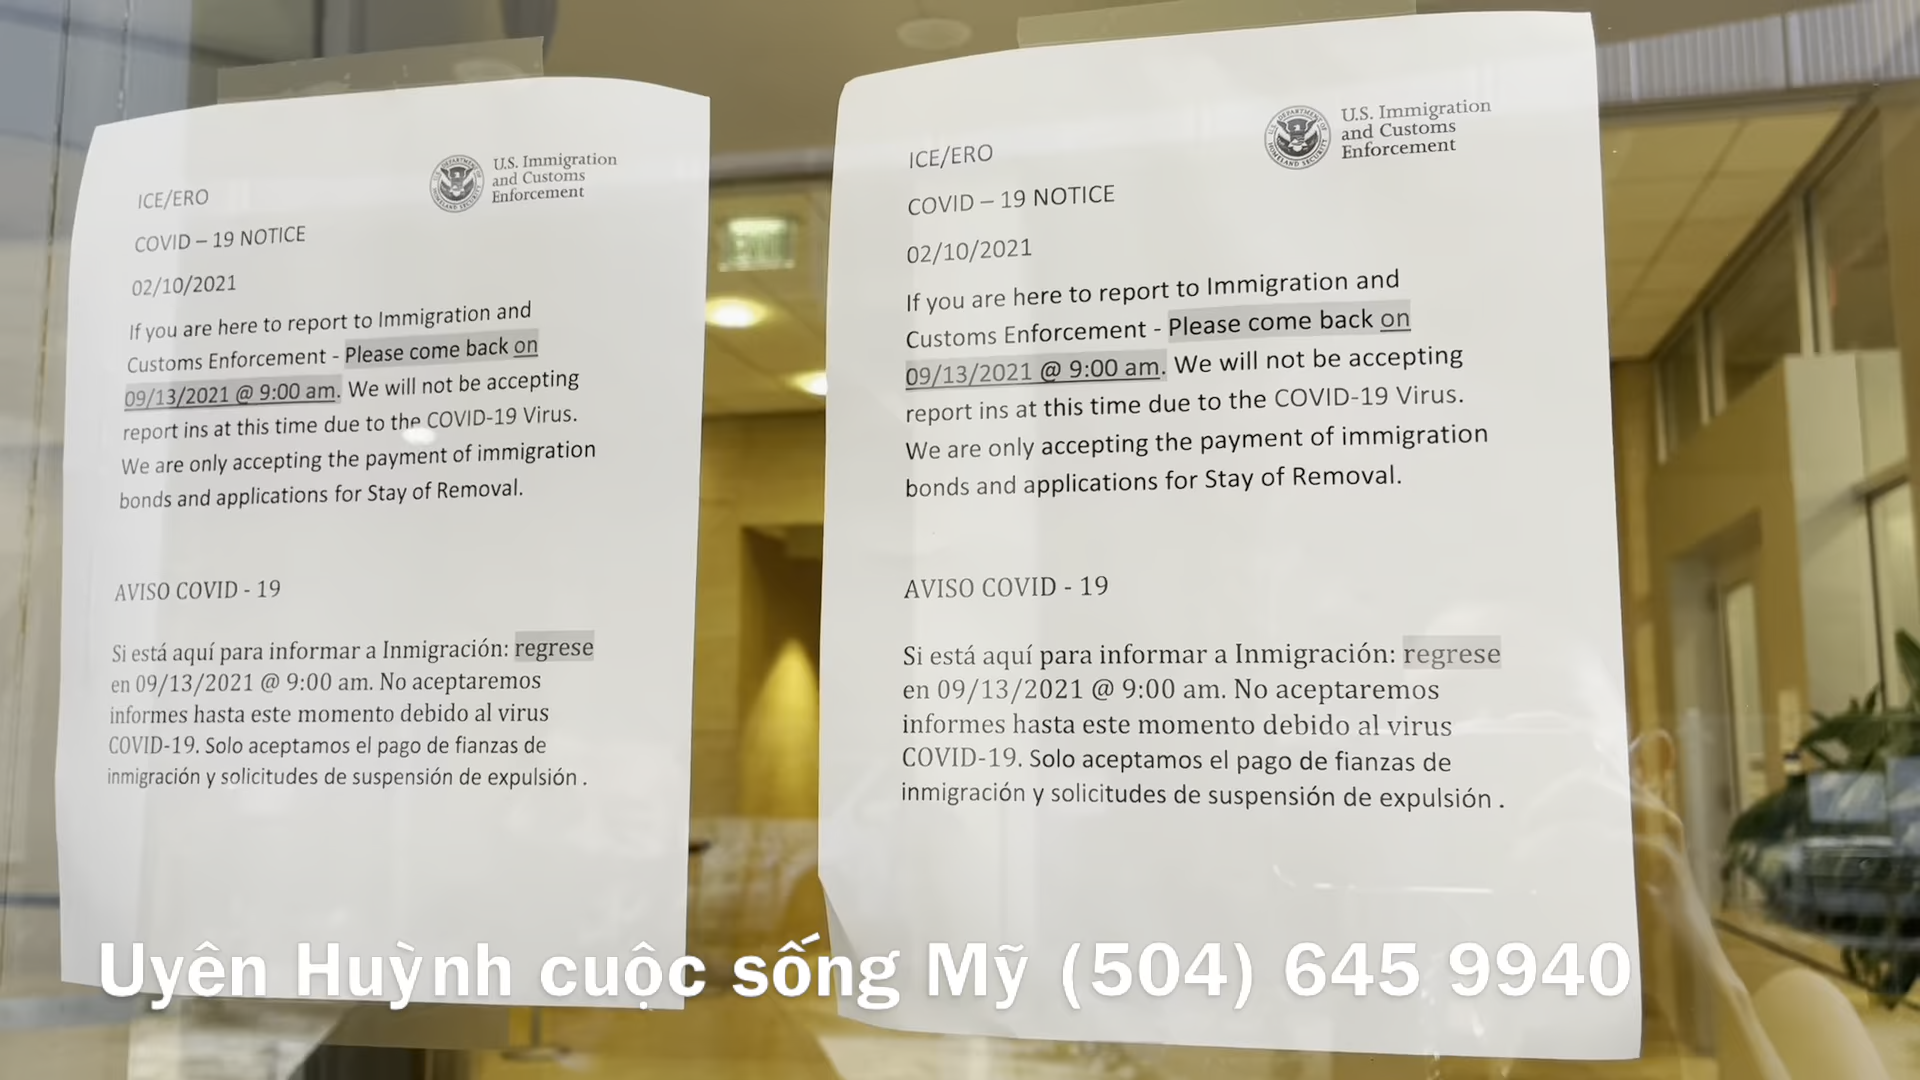 ICE/ERO
U.S. Immigration
and Customs
Enforcement
COVID – 19 NOTICE
02/10/2021
If you are here to report to Immigration and
Customs Enforcement - Please come back on
09/13/2021 @ 9:00 am. We will not be accepting
report ins at this time due to the COVID-19 Virus.
We are only accepting the payment of immigration
bonds and applications for Stay of Removal.
AVISO COVID - 19
Si está aquí para informar a Inmigración: regrese
en 09/13/2021 @ 9:00 am. No aceptaremos
informes hasta este momento debido al virus
COVID-19. Solo aceptamos el pago de fianzas de
inmigración y solicitudes de suspensión de expulsión .
ICE/ERO
U.S. Immigration
and Customs
Enforcement
COVID – 19 NOTICE
02/10/2021
If you are here to report to Immigration and
Customs Enforcement - Please come back on
09/13/2021 @ 9:00 am. We will not be accepting
report ins at this time due to the COVID-19 Virus.
We are only accepting the payment of immigration
bonds and applications for Stay of Removal.
AVISO COVID - 19
Si está aquí para informar a Inmigración: regrese
en 09/13/2021 @ 9:00 am. No aceptaremos
informes hasta este momento debido al virus
COVID-19. Solo aceptamos el pago de fianzas de
inmigración y solicitudes de suspensión de expulsión .
EXIT
Uyên Huỳnh cuộc sống Mỹ (504) 645 9940